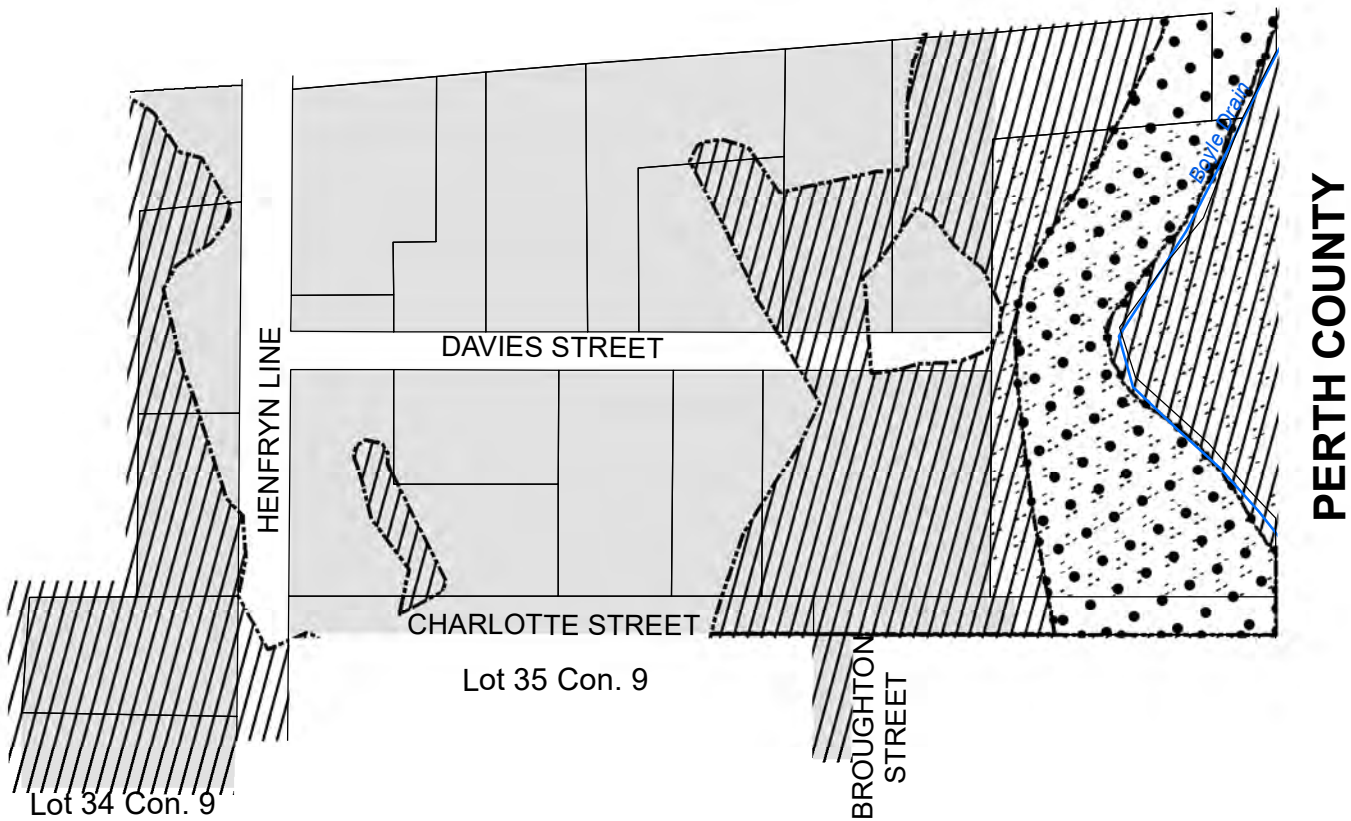 Boyle Drain
PERTH COUNTY
HENFRYN LINE
DAVIES STREET
CHARLOTTE STREET
Lot 35 Con. 9
BROUGHTON
STREET
Lot 34 Con. 9